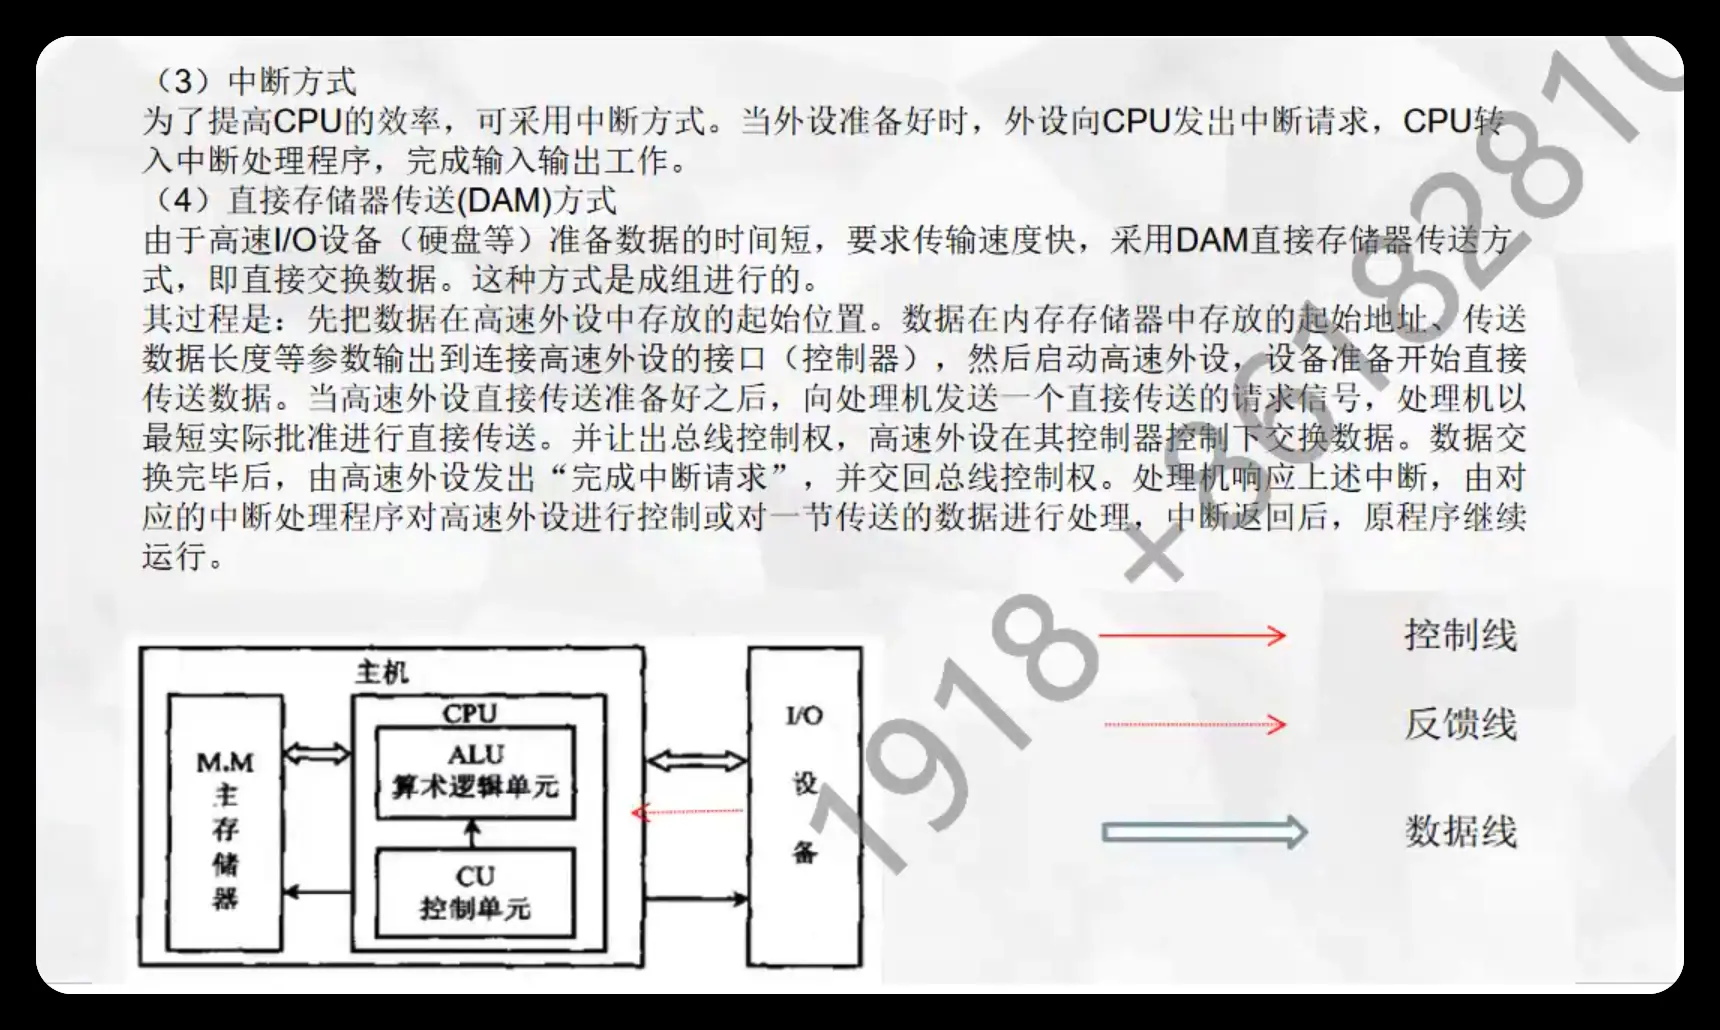 （3）中断方式
为了提高CPU的效率，可采用中断方式。当外设准备好时，外设向CPU发出中断请求，CPU转
入中断处理程序，完成输入输出工作。
（4）直接存储器传送(DAM)方式
由于高速I/O设备（硬盘等）准备数据的时间短，要求传输速度快，采用DAM直接存储器传送方
式，即直接交换数据。这种方式是成组进行的。
其过程是：先把数据在高速外设中存放的起始位置。数据在内存存储器中存放的起始地址、传送
数据长度等参数输出到连接高速外设的接口（控制器），然后启动高速外设，设备准备开始直接
传送数据。当高速外设直接传送准备好之后，向处理机发送一个直接传送的请求信号，处理机以
最短实际批准进行直接传送。并让出总线控制权，高速外设在其控制器控制下交换数据。数据交
换完毕后，由高速外设发出“完成中断请求”，并交回总线控制权。处理机响应上述中断，由对
应的中断处理程序对高速外设进行控制或对一节传送的数据进行处理，中断返回后，原程序继续
运行。
主机
M.M
主
存
储
器
CPU
ALU
算术逻辑单元
CU
控制单元
I/O
设
备
控制线
反馈线
数据线
1918 +86182810